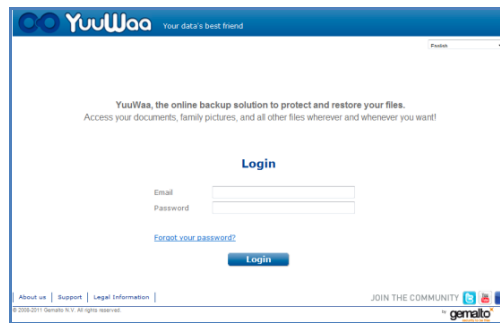 YuuWaa Your data's best friend
English
YuuWaa, the online backup solution to protect and restore your files.
Access your documents, family pictures, and all other files wherever and whenever you want!
Login
Email
Password
Forgot your password?
Login
About us | Support | Legal Information |
JOIN THE COMMUNITY
© 2009-2011 Gemalto N.V. All rights reserved.
by gemalto